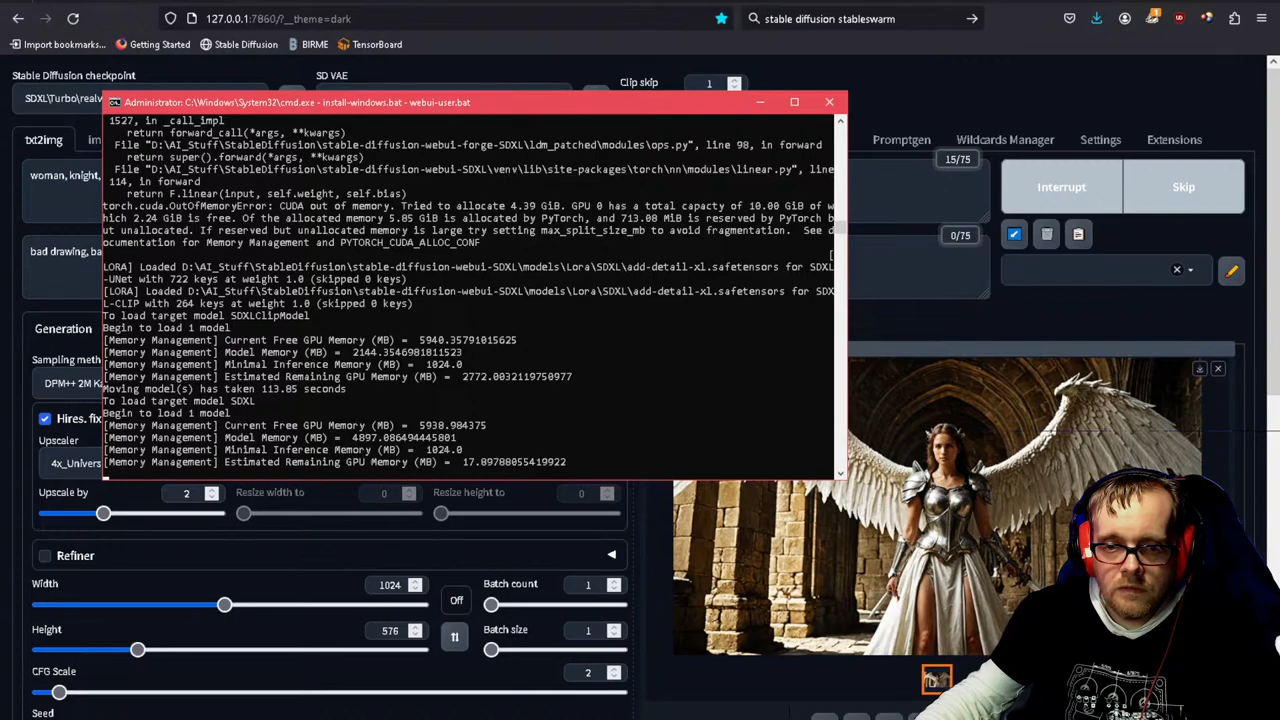 127.0.0.1:7860/?__theme=dark
stable diffusion stableswarm
Import bookmarks...
Getting Started
Stable Diffusion
BIRME
TensorBoard
Stable Diffusion checkpoint
SD VAE
Clip skip
1
SDXL\Turbo\realv
Administrator: C:\Windows\System32\cmd.exe - install-windows.bat - webui-user.bat
1527, in _call_impl
return forward_call(*args, **kwargs)
File "D:\AI_Stuff\StableDiffusion\stable-diffusion-webui-forge-SDXL\ldm_patched\modules\ops.py", line 98, in forward
return super().forward(*args, **kwargs)
File "D:\AI_Stuff\StableDiffusion\stable-diffusion-webui-SDXL\venv\lib\site-packages\torch\nn\modules\linear.py", line
114, in forward
return F.linear(input, self.weight, self.bias)
torch.cuda.OutOfMemoryError: CUDA out of memory. Tried to allocate 4.39 GiB. GPU 0 has a total capacity of 10.00 GiB of w
hich 2.24 GiB is free. Of the allocated memory 5.85 GiB is allocated by PyTorch, and 713.08 MiB is reserved by PyTorch b
ut unallocated. If reserved but unallocated memory is large try setting max_split_size_mb to avoid fragmentation.  See d
ocumentation for Memory Management and PYTORCH_CUDA_ALLOC_CONF
[
LORA] Loaded D:\AI_Stuff\StableDiffusion\stable-diffusion-webui-SDXL\models\Lora\SDXL\add-detail-xl.safetensors for SDXL
-UNet with 722 keys at weight 1.0 (skipped 0 keys)
[LORA] Loaded D:\AI_Stuff\StableDiffusion\stable-diffusion-webui-SDXL\models\Lora\SDXL\add-detail-xl.safetensors for SDX
L-CLIP with 264 keys at weight 1.0 (skipped 0 keys)
To load target model SDXLClipModel
Begin to load 1 model
[Memory Management] Current Free GPU Memory (MB) =  5940.35791015625
[Memory Management] Model Memory (MB) =  2144.3546981811523
[Memory Management] Minimal Inference Memory (MB) =  1024.0
[Memory Management] Estimated Remaining GPU Memory (MB) =  2772.0032119750977
Moving model(s) has taken 113.85 seconds
To load target model SDXL
Begin to load 1 model
[Memory Management] Current Free GPU Memory (MB) =  5938.984375
[Memory Management] Model Memory (MB) =  4897.086494445801
[Memory Management] Minimal Inference Memory (MB) =  1024.0
[Memory Management] Estimated Remaining GPU Memory (MB) =  17.89788055419922
txt2img
im
Promptgen
Wildcards Manager
Settings
Extensions
woman, knight,
15/75
Interrupt
Skip
bad drawing, ba
0/75
Generation
Sampling meth
DPM++ 2M Ka
Hires. fix
Upscaler
4x_Univers
Upscale by
2
Resize width to
0
Resize height to
0
Refiner
Width
1024
Off
Batch count
1
Height
576
Batch size
1
CFG Scale
2
Seed